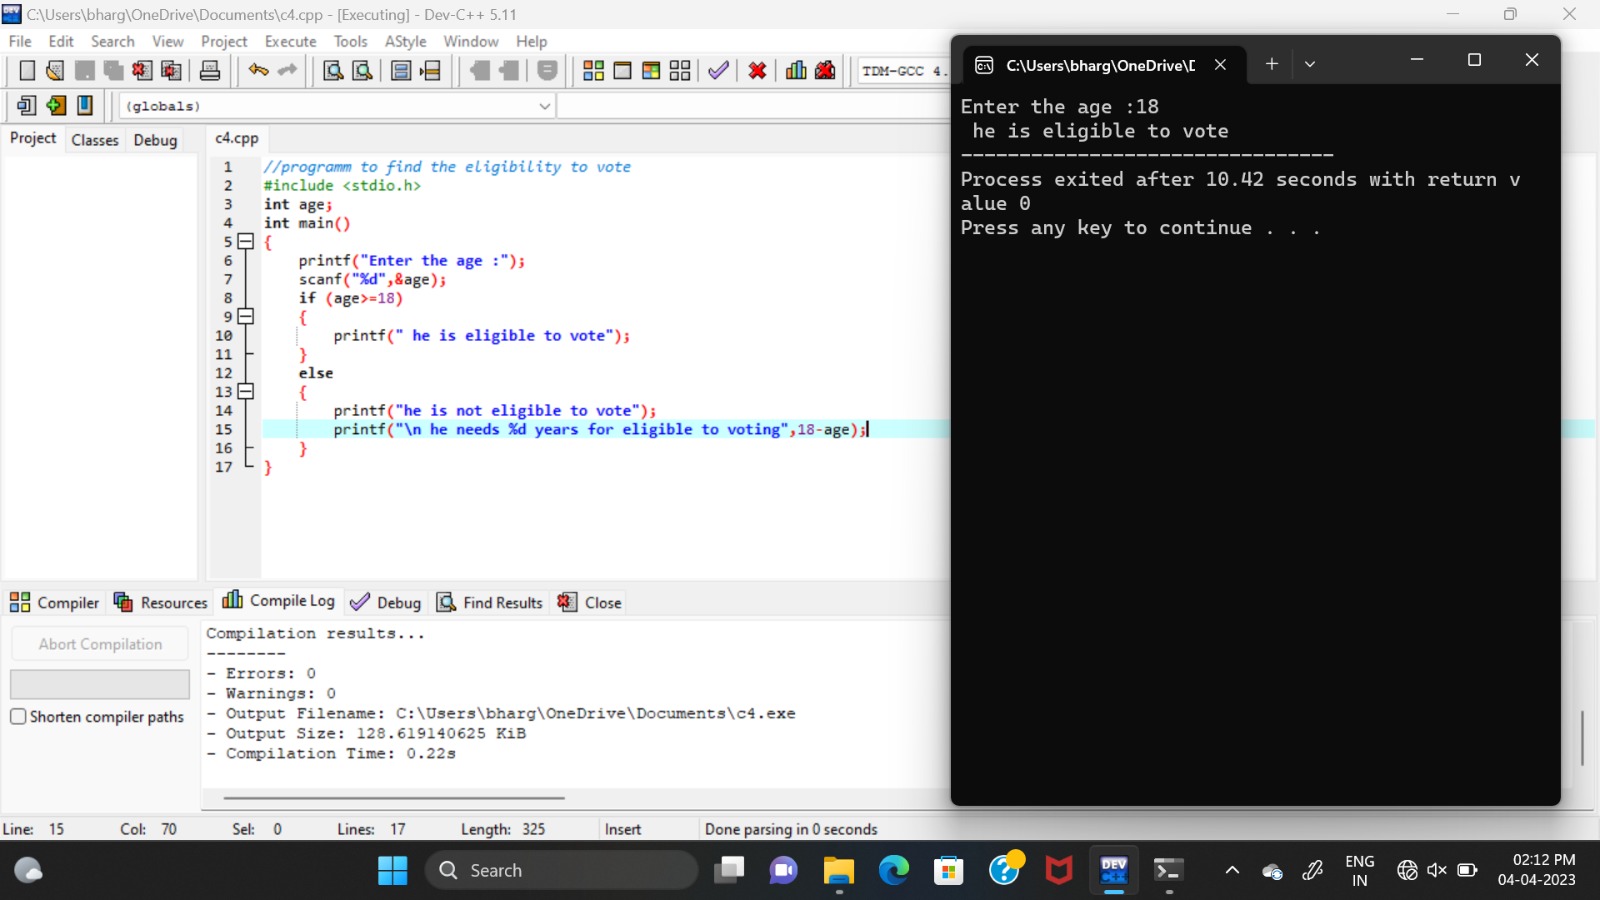 C:\Users\bharg\OneDrive\Documents\c4.cpp - [Executing] - Dev-C++ 5.11
File Edit Search View Project Execute Tools AStyle Window Help
TDM-GCC 4.
(globals)
Project Classes Debug
c4.cpp
1 //programm to find the eligibility to vote
2 #include <stdio.h>
3 int age;
4 int main()
5 {
6 printf("Enter the age :");
7 scanf("%d",&age);
8 if (age>=18)
9 {
10 printf(" he is eligible to vote");
11 }
12 else
13 {
14 printf("he is not eligible to vote");
15 printf("\n he needs %d years for eligible to voting",18-age);
16 }
17 }
C:\Users\bharg\OneDrive\D
Enter the age :18
he is eligible to vote
--------------------------------
Process exited after 10.42 seconds with return v
alue 0
Press any key to continue . . .
Compiler Resources Compile Log Debug Find Results Close
Abort Compilation
Shorten compiler paths
Compilation results...
--------
- Errors: 0
- Warnings: 0
- Output Filename: C:\Users\bharg\OneDrive\Documents\c4.exe
- Output Size: 128.619140625 KiB
- Compilation Time: 0.22s
Line: 15 Col: 70 Sel: 0 Lines: 17 Length: 325 Insert Done parsing in 0 seconds
Search
DEV
C++
ENG
IN
02:12 PM
04-04-2023